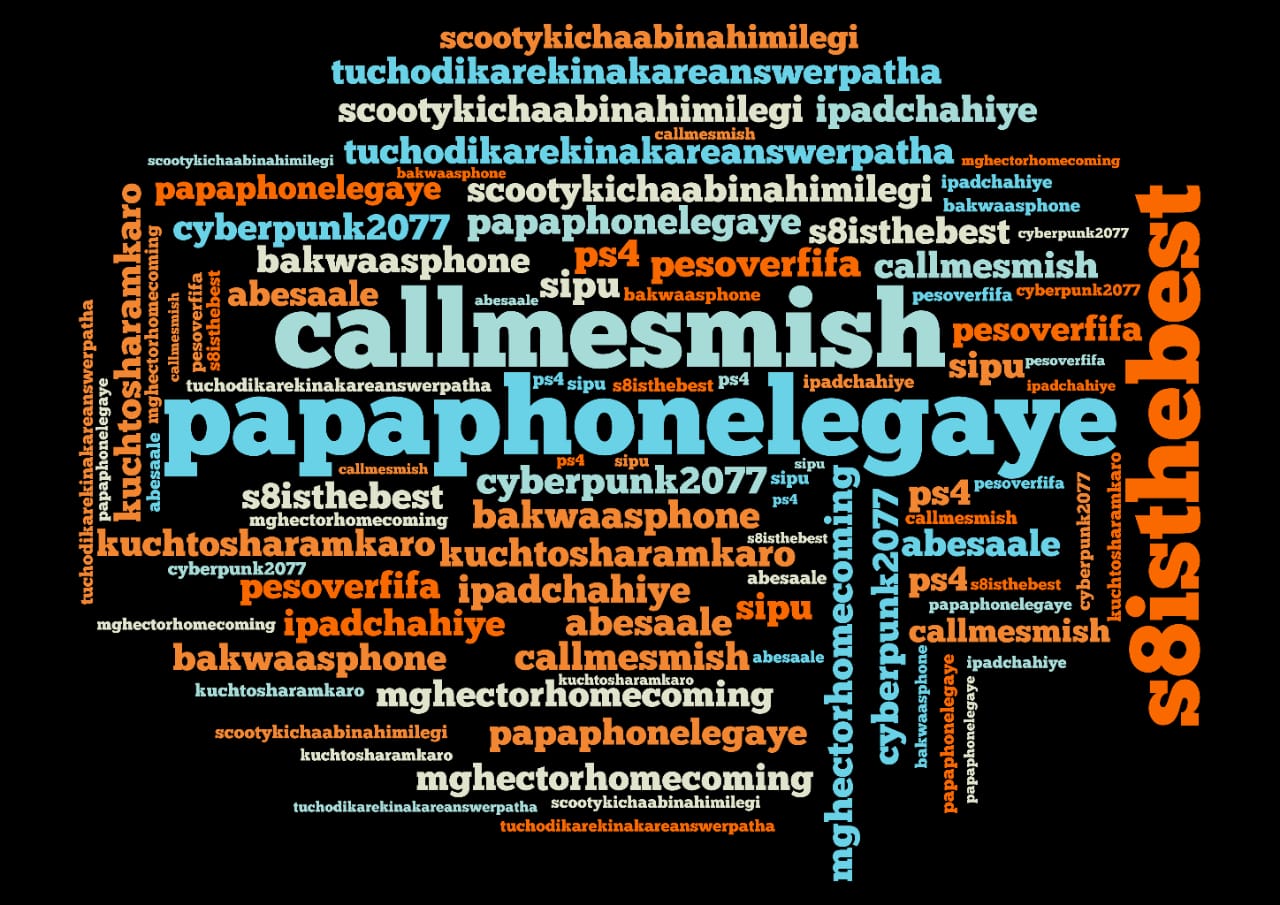 scootykichaabinahimilegi
tuchodikarekinakareanswerpatha
scootykichaabinahimilegi ipadchahiye
callmesmish
scootykichaabinahimilegi tuchodikarekinakareanswerpatha mghectorhomecoming
bakwaasphone
papaphonelegaye scootykichaabinahimilegi ipadchahiye
bakwaasphone
cyberpunk2077 papaphonelegaye s8isthebest cyberpunk2077
bakwaasphone ps4 pesoverfifa callmesmish
abesaale abesaale sipu bakwaasphone pesoverfifa cyberpunk2077
callmesmish pesoverfifa
sipu pesoverfifa
tuchodikarekinakareanswerpatha ps4 sipu s8isthebest ps4 ipadchahiye ipadchahiye
papaphonelegaye
callmesmish ps4 sipu sipu
s8isthebest cyberpunk2077 sipu ps4 ps4 pesoverfifa
mghectorhomecoming bakwaasphone callmesmish
kuchtosharamkaro kuchtosharamkaro s8isthebest abesaale
cyberpunk2077
pesoverfifa ipadchahiye abesaale ps4 s8isthebest
papaphonelegaye
mghectorhomecoming ipadchahiye abesaale sipu callmesmish
bakwaasphone callmesmish abesaale ipadchahiye
kuchtosharamkaro
kuchtosharamkaro mghectorhomecoming
scootykichaabinahimilegi papaphonelegaye
kuchtosharamkaro
mghectorhomecoming
tuchodikarekinakareanswerpatha scootykichaabinahimilegi
tuchodikarekinakareanswerpatha
tuchodikarekinakareanswerpatha
papaphonelegaye
kuchtosharamkaro
mghectorhomecoming
abesaale
callmesmish
pesoverfifa
s8isthebest
mghectorhomecoming
cyberpunk2077
bakwaasphone
papaphonelegaye
papaphonelegaye
cyberpunk2077
kuchtosharamkaro
s8isthebest